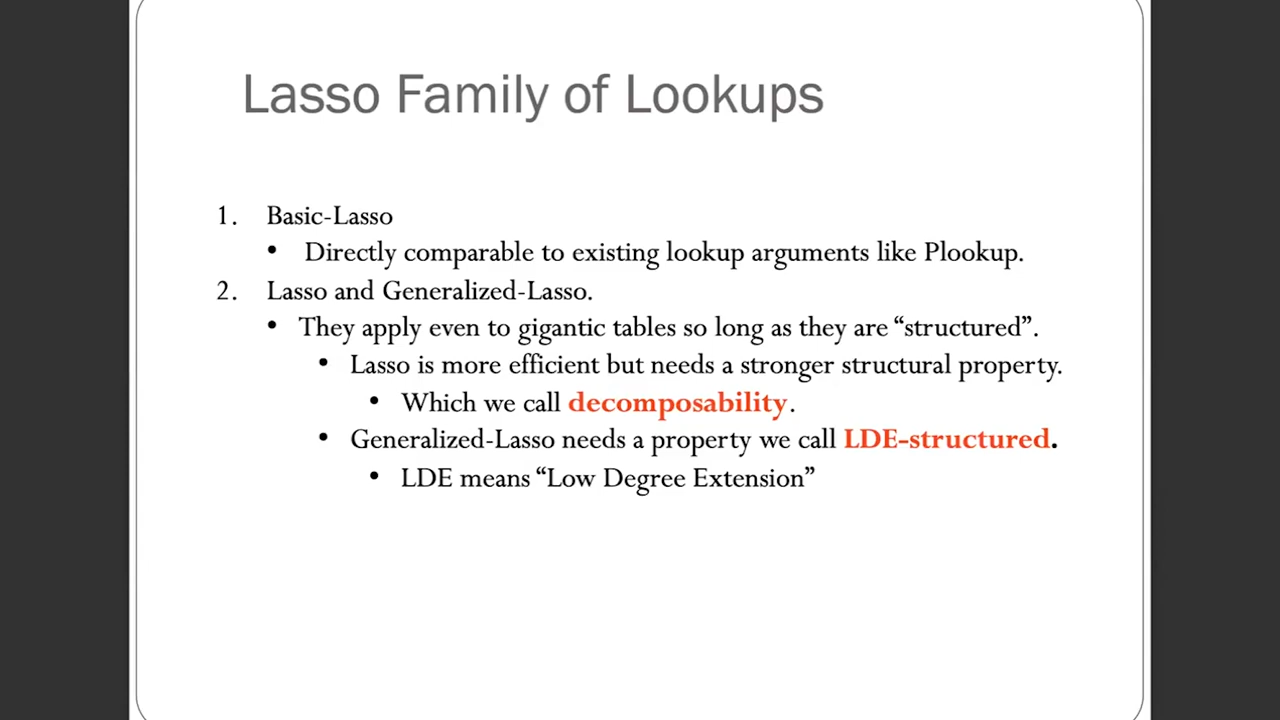 Lasso Family of Lookups
1. Basic-Lasso
• Directly comparable to existing lookup arguments like Plookup.
2. Lasso and Generalized-Lasso.
• They apply even to gigantic tables so long as they are “structured”.
• Lasso is more efficient but needs a stronger structural property.
• Which we call decomposability.
• Generalized-Lasso needs a property we call LDE-structured.
• LDE means “Low Degree Extension”